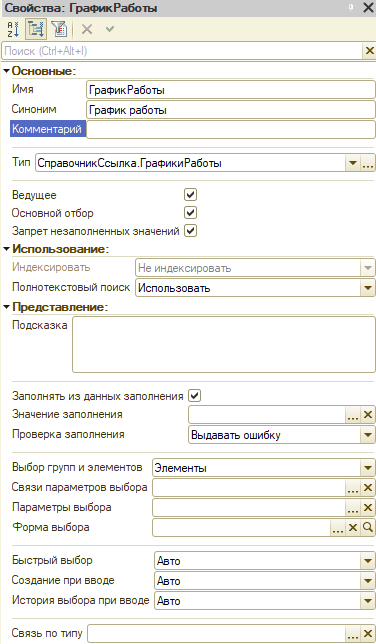 Свойства: ГрафикРаботы
Поиск (Ctrl+Alt+I)
Основные:
Имя ГрафикРаботы
Синоним График работы
Комментарий
Тип СправочникСсылка.ГрафикиРаботы
Ведущее
Основной отбор
Запрет незаполненных значений
Использование:
Индексировать Не индексировать
Полнотекстовый поиск Использовать
Представление:
Подсказка
Заполнять из данных заполнения
Значение заполнения
Проверка заполнения Выдавать ошибку
Выбор групп и элементов Элементы
Связи параметров выбора
Параметры выбора
Форма выбора
Быстрый выбор Авто
Создание при вводе Авто
История выбора при вводе Авто
Связь по типу